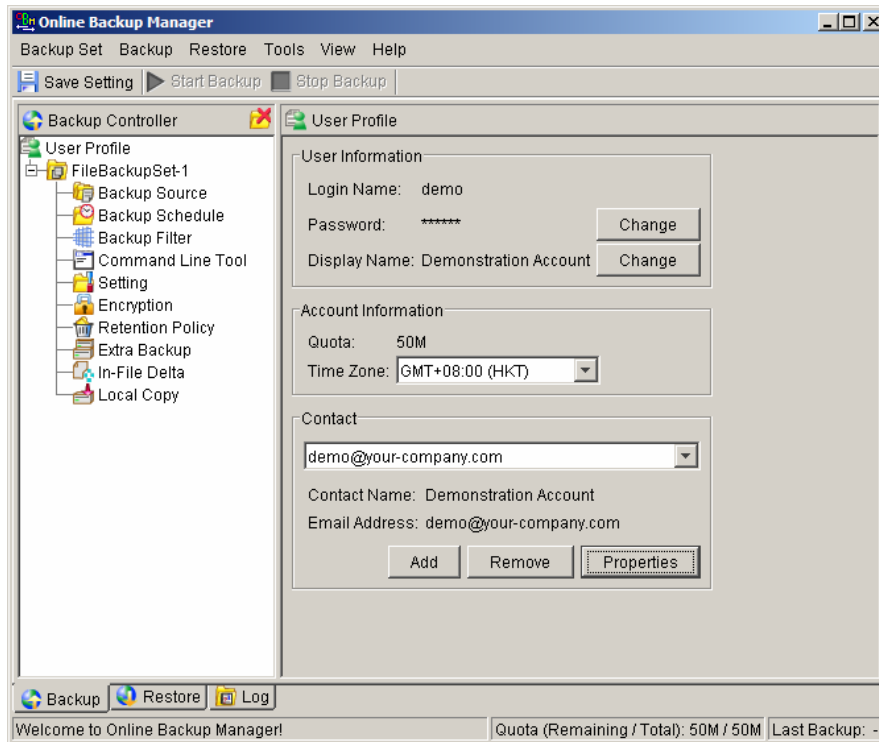 Online Backup Manager
Backup Set Backup Restore Tools View Help
Save Setting Start Backup Stop Backup
Backup Controller
User Profile
FileBackupSet-1
Backup Source
Backup Schedule
Backup Filter
Command Line Tool
Setting
Encryption
Retention Policy
Extra Backup
In-File Delta
Local Copy
User Profile
User Information
Login Name: demo
Password: ****** Change
Display Name: Demonstration Account Change
Account Information
Quota: 50M
Time Zone: GMT+08:00 (HKT)
Contact
demo@your-company.com
Contact Name: Demonstration Account
Email Address: demo@your-company.com
Add Remove Properties
Backup Restore Log
Welcome to Online Backup Manager! Quota (Remaining / Total): 50M / 50M Last Backup: -